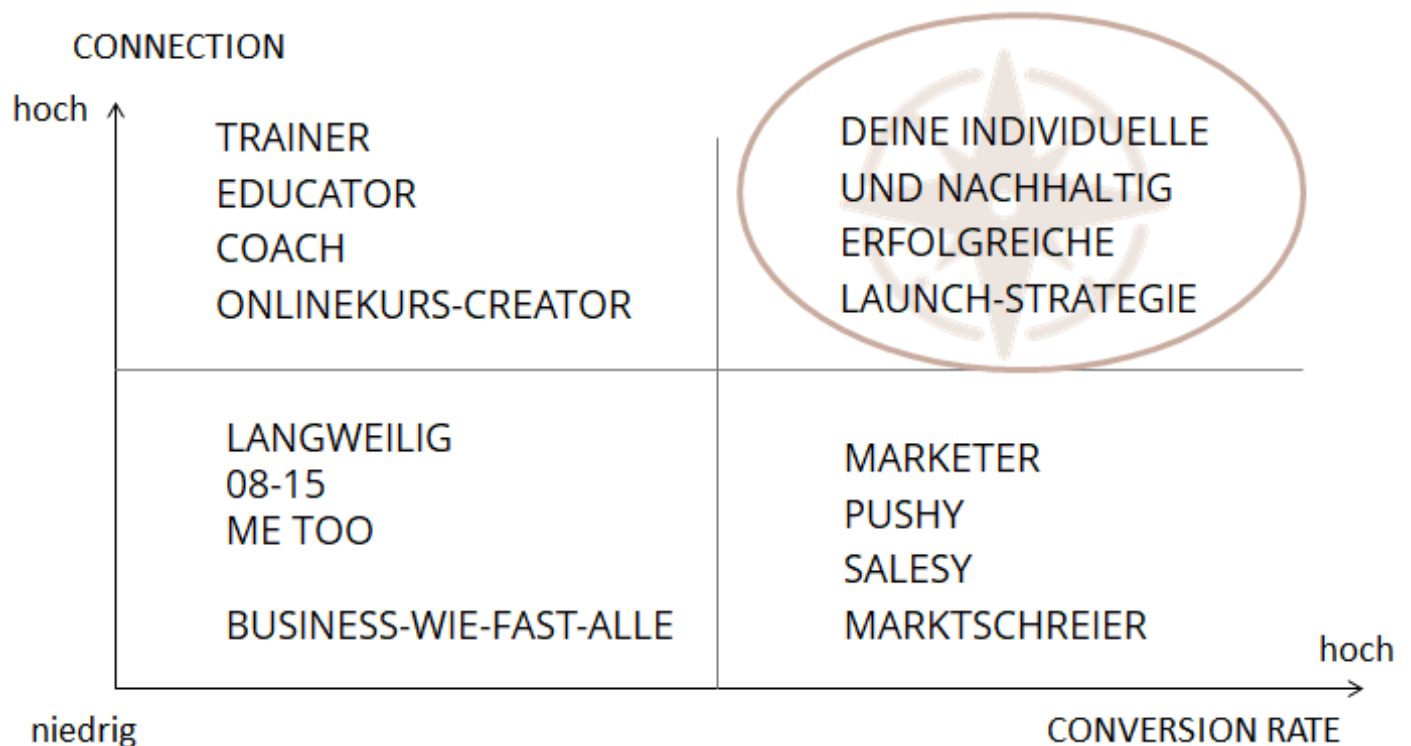 CONNECTION
hoch
TRAINER
EDUCATOR
COACH
ONLINEKURS-CREATOR
DEINE INDIVIDUELLE
UND NACHHALTIG
ERFOLGREICHE
LAUNCH-STRATEGIE
LANGWEILIG
08-15
ME TOO
BUSINESS-WIE-FAST-ALLE
MARKETER
PUSHY
SALESY
MARKTSCHREIER
hoch
niedrig
CONVERSION RATE